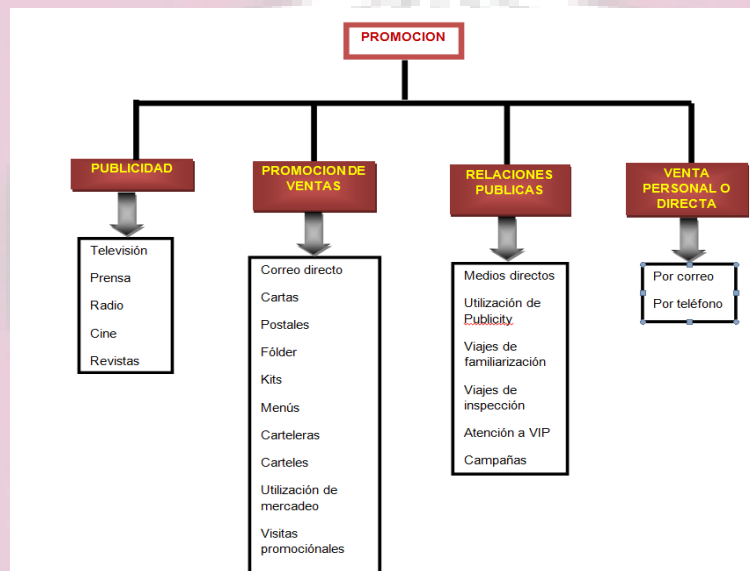 PROMOCION
PUBLICIDAD
Televisión
Prensa
Radio
Cine
Revistas
PROMOCION DE
VENTAS
Correo directo
Cartas
Postales
Fólder
Kits
Menús
Carteleras
Carteles
Utilización de
mercadeo
Visitas
promociónales
RELACIONES
PUBLICAS
Medios directos
Utilización de
Publicity
Viajes de
familiarización
Viajes de
inspección
Atención a VIP
Campañas
VENTA
PERSONAL O
DIRECTA
Por correo
Por teléfono